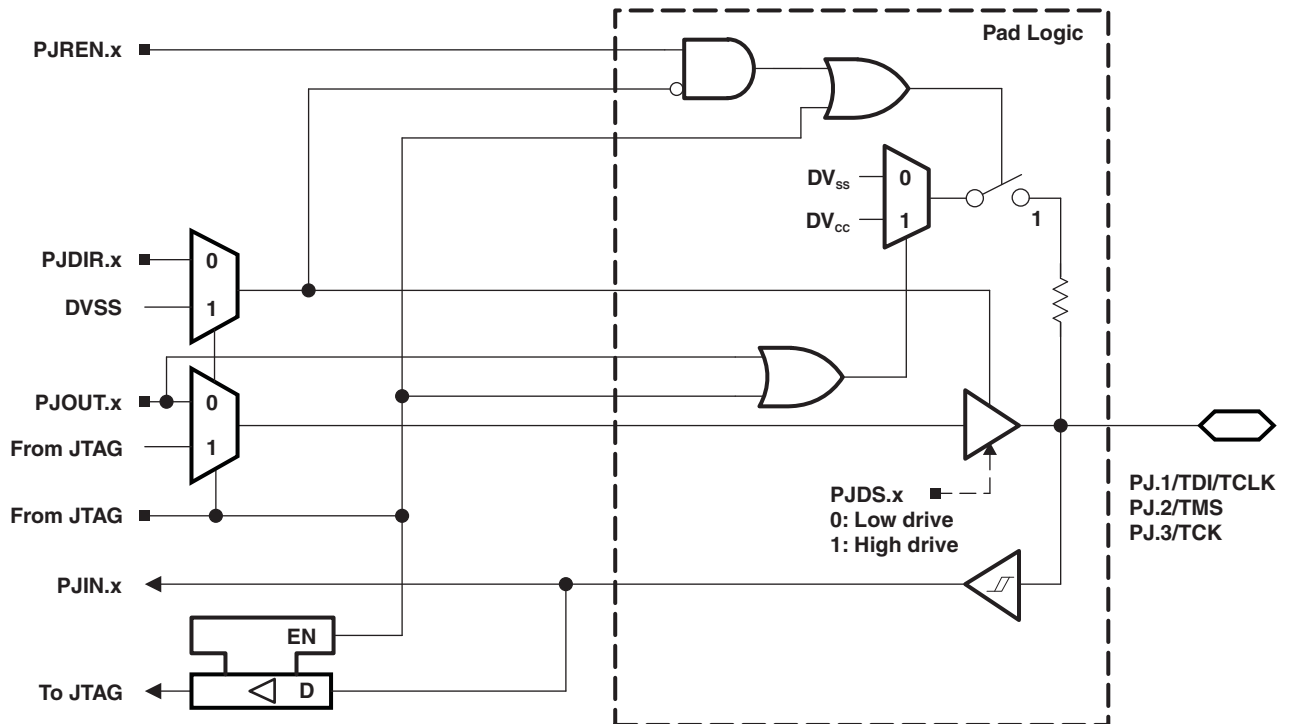 Pad Logic
PJREN.x
DVSS
0
DVCC
1
1
PJDIR.x
0
DVSS
1
PJOUT.x
0
From JTAG
1
PJDS.x
0: Low drive
1: High drive
PJ.1/TDI/TCLK
PJ.2/TMS
PJ.3/TCK
From JTAG
PJIN.x
EN
To JTAG
D